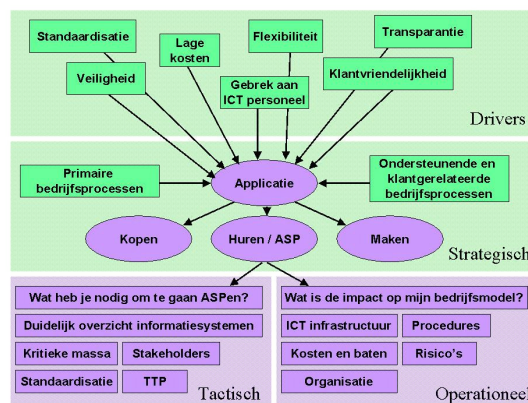 Standaardisatie
Lage
kosten
Flexibiliteit
Transparantie
Veiligheid
Gebrek aan
ICT personeel
Klantvriendelijkheid
Drivers
Primaire
bedrijfsprocessen
Applicatie
Ondersteunende en
klantgerelateerde
bedrijfsprocessen
Kopen
Huren / ASP
Maken
Strategisch
Wat heb je nodig om te gaan ASPen?
Duidelijk overzicht informatiesystemen
Kritieke massa
Stakeholders
Standaardisatie
TTP
Tactisch
Wat is de impact op mijn bedrijfsmodel?
ICT infrastructuur
Procedures
Kosten en baten
Risico's
Organisatie
Operationeel